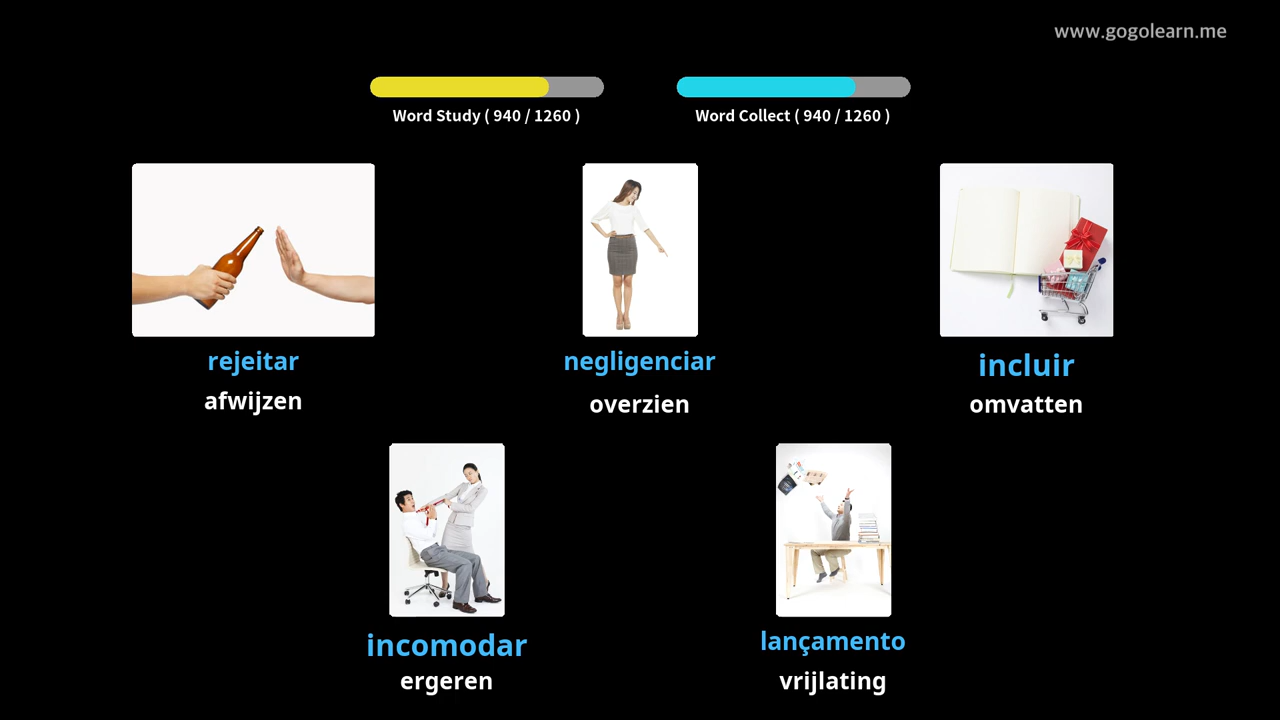 www.gogolearn.me
Word Study ( 940 / 1260 )
Word Collect ( 940 / 1260 )
rejeitar
afwijzen
negligenciar
overzien
incluir
omvatten
incomodar
ergeren
lançamento
vrijlating